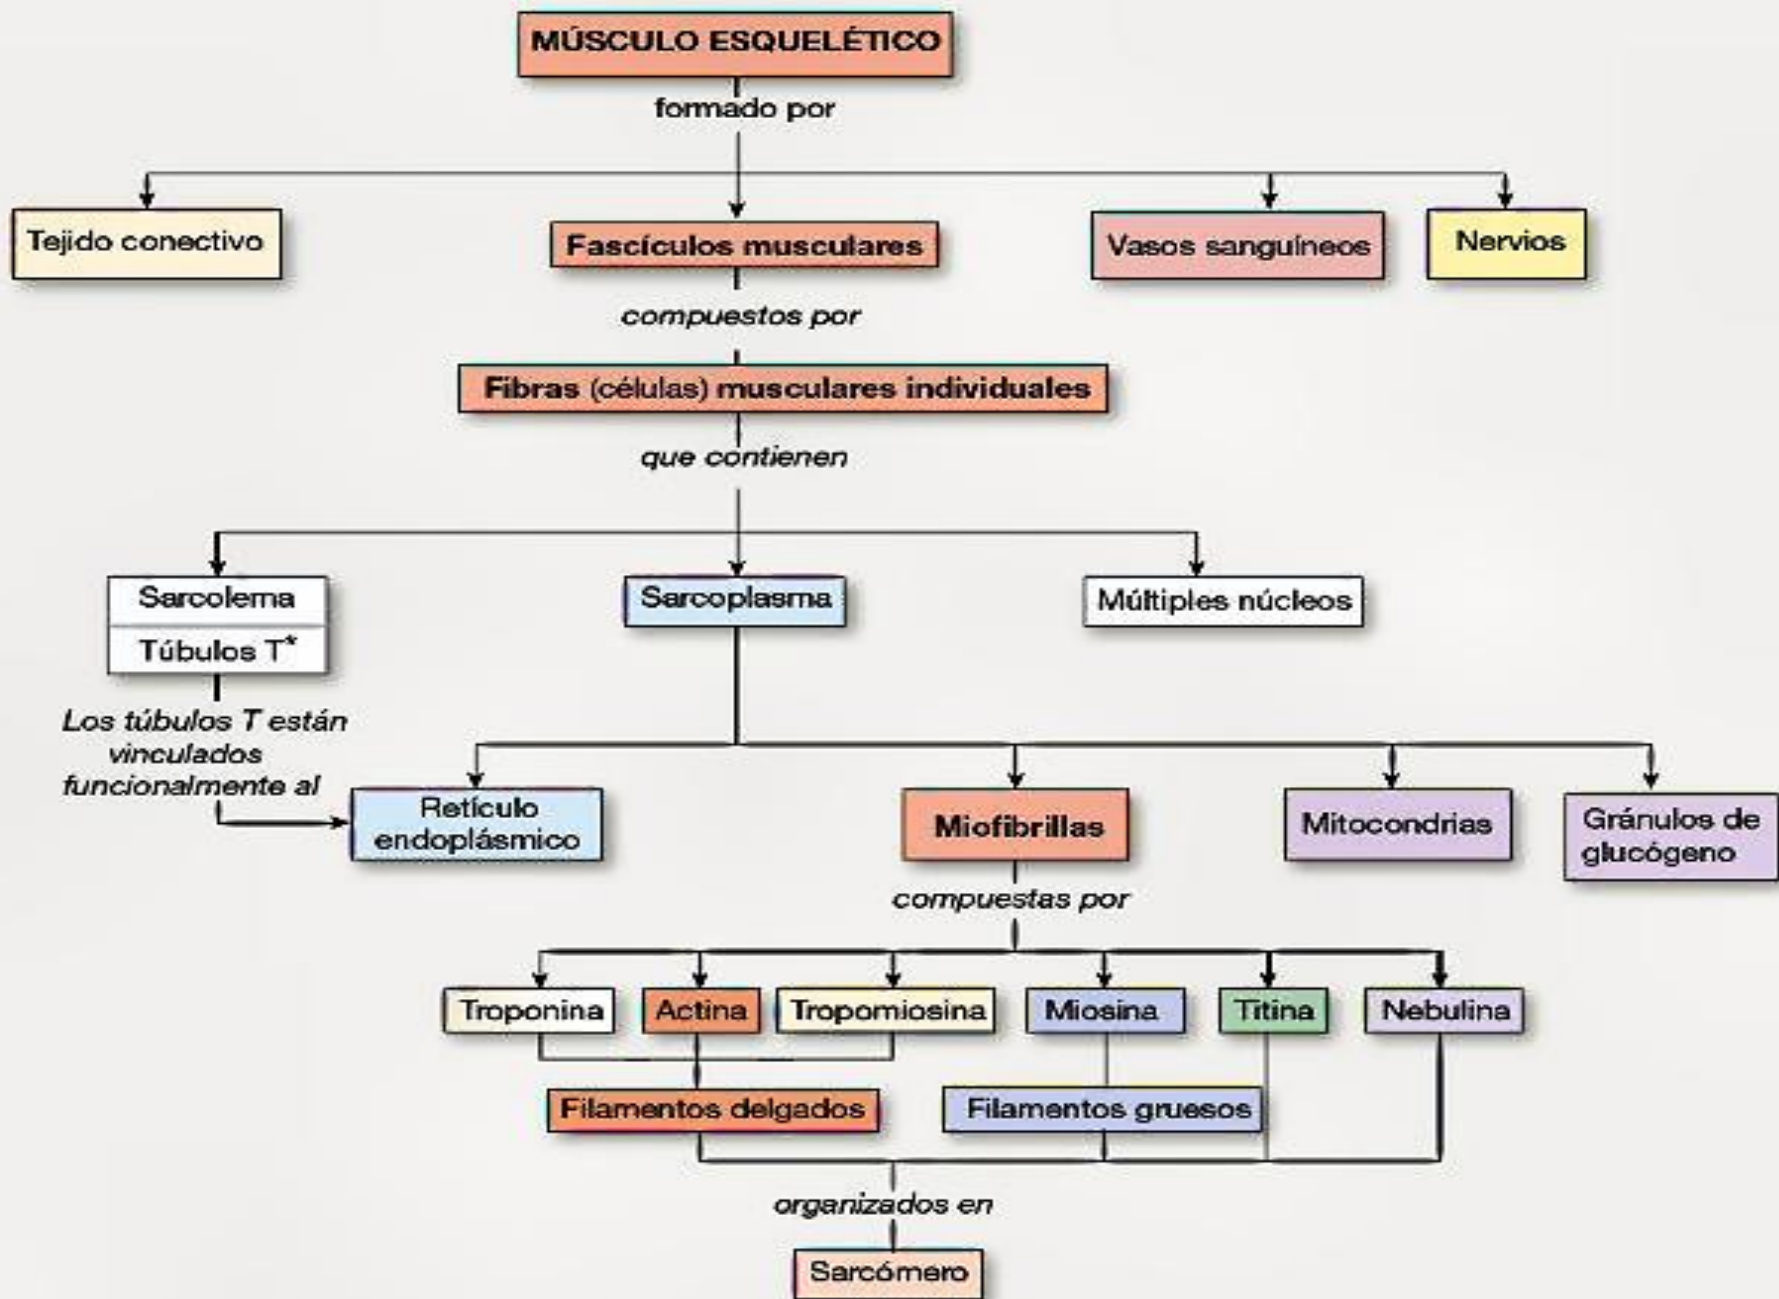 MÚSCULO ESQUELÉTICO
formado por
Tejido conectivo
Fascículos musculares
Vasos sanguíneos
Nervios
compuestos por
Fibras (células) musculares individuales
que contienen
Sarcolema
Túbulos T*
Sarcoplasma
Múltiples núcleos
Los túbulos T están
vinculados
funcionalmente al
Retículo
endoplásmico
Miofibrillas
Mitocondrias
Gránulos de
glucógeno
compuestas por
Troponina
Actina
Tropomiosina
Miosina
Titina
Nebulina
Filamentos delgados
Filamentos gruesos
organizados en
Sarcómero